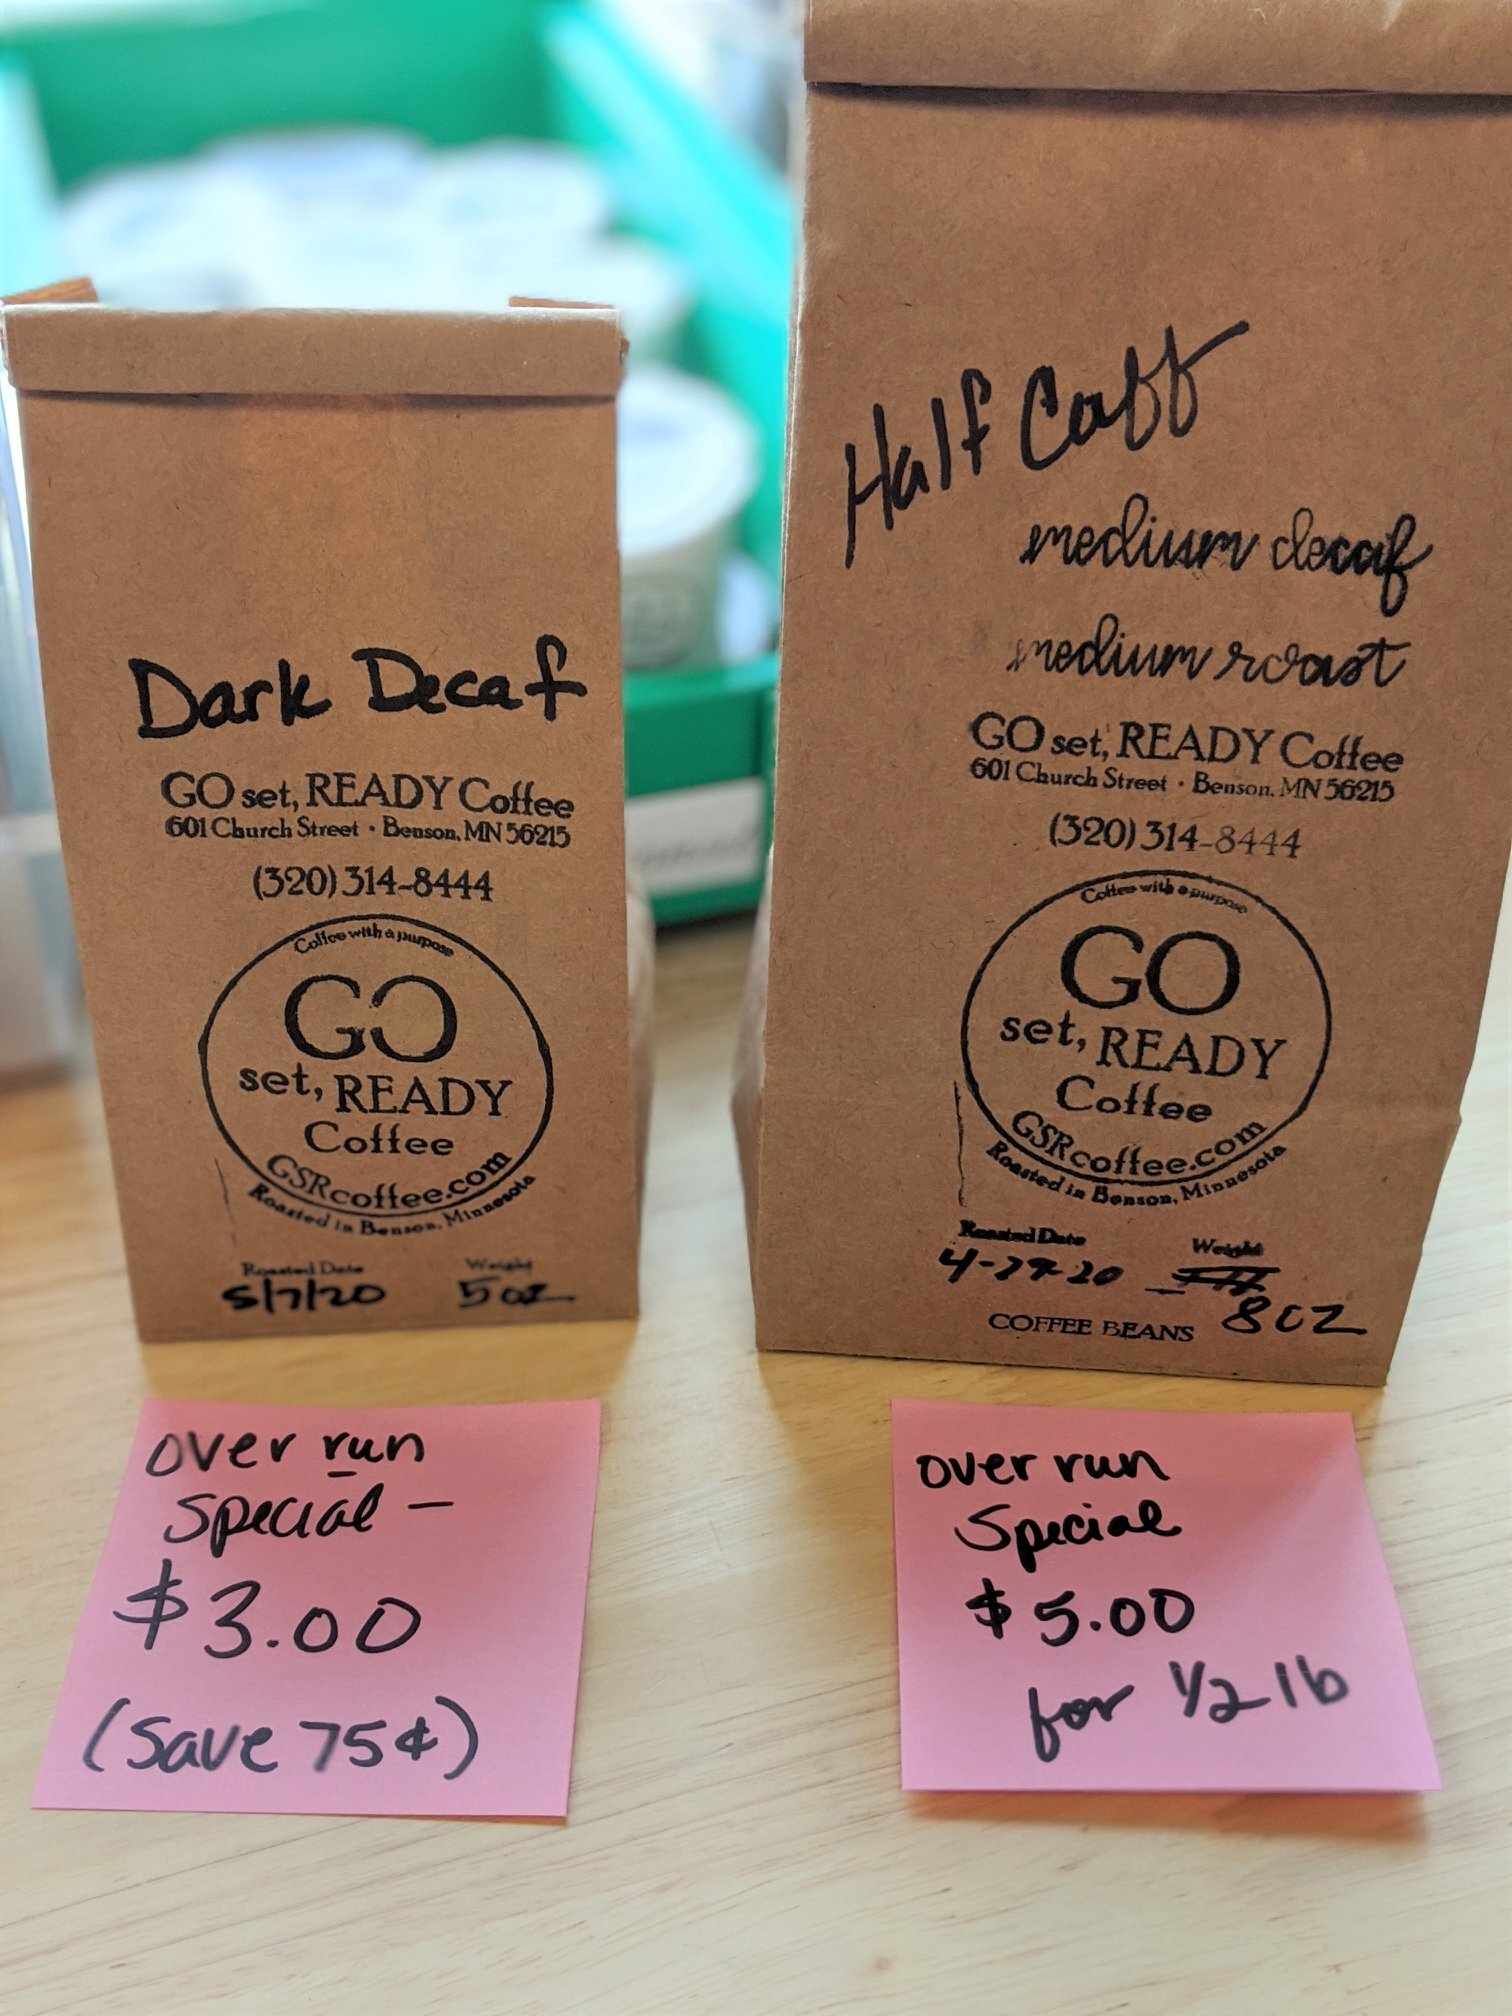 Dark Decaf
GO set, READY Coffee
601 Church Street · Benson, MN 56215
(320) 314-8444
Coffee with a purpose
GO
set, READY
Coffee
GSRcoffee.com
Roasted in Benson, Minnesota
Roasted Date Weight
5/7/20 5oz
over run
special —
$3.00
(save 75¢)
Half Caff
medium decaf
medium roast
GO set, READY Coffee
601 Church Street · Benson, MN 56215
(320) 314-8444
Coffee with a purpose
GO
set, READY
Coffee
GSRcoffee.com
Roasted in Benson, Minnesota
Roasted Date Weight
4-29-20
8oz
COFFEE BEANS
over run
special
$5.00
for 1/2 lb